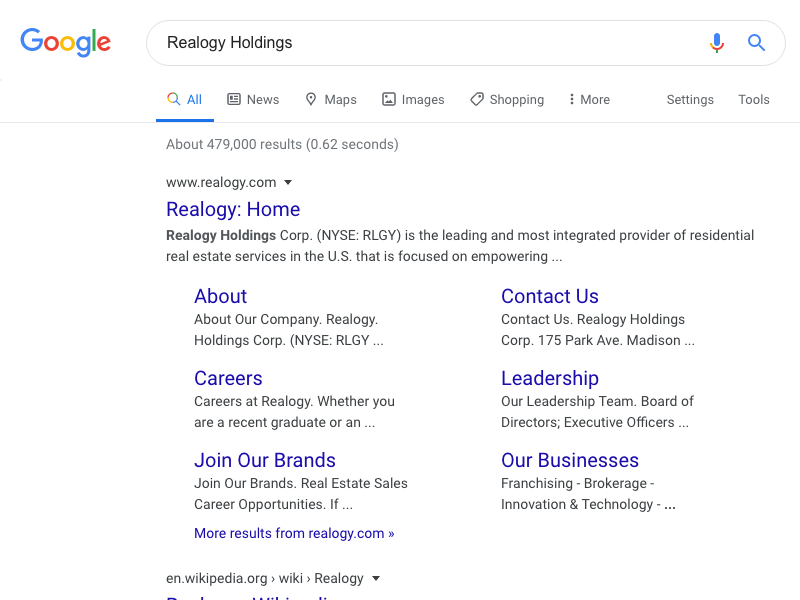 Google
Realogy Holdings
All News Maps Images Shopping More Settings Tools
About 479,000 results (0.62 seconds)
www.realogy.com
Realogy: Home
Realogy Holdings Corp. (NYSE: RLGY) is the leading and most integrated provider of residential
real estate services in the U.S. that is focused on empowering ...
About
About Our Company. Realogy.
Holdings Corp. (NYSE: RLGY ...
Contact Us
Contact Us. Realogy Holdings
Corp. 175 Park Ave. Madison ...
Careers
Careers at Realogy. Whether you
are a recent graduate or an ...
Leadership
Our Leadership Team. Board of
Directors; Executive Officers ...
Join Our Brands
Join Our Brands. Real Estate Sales
Career Opportunities. If ...
Our Businesses
Franchising - Brokerage -
Innovation & Technology - ...
More results from realogy.com »
en.wikipedia.org › wiki › Realogy